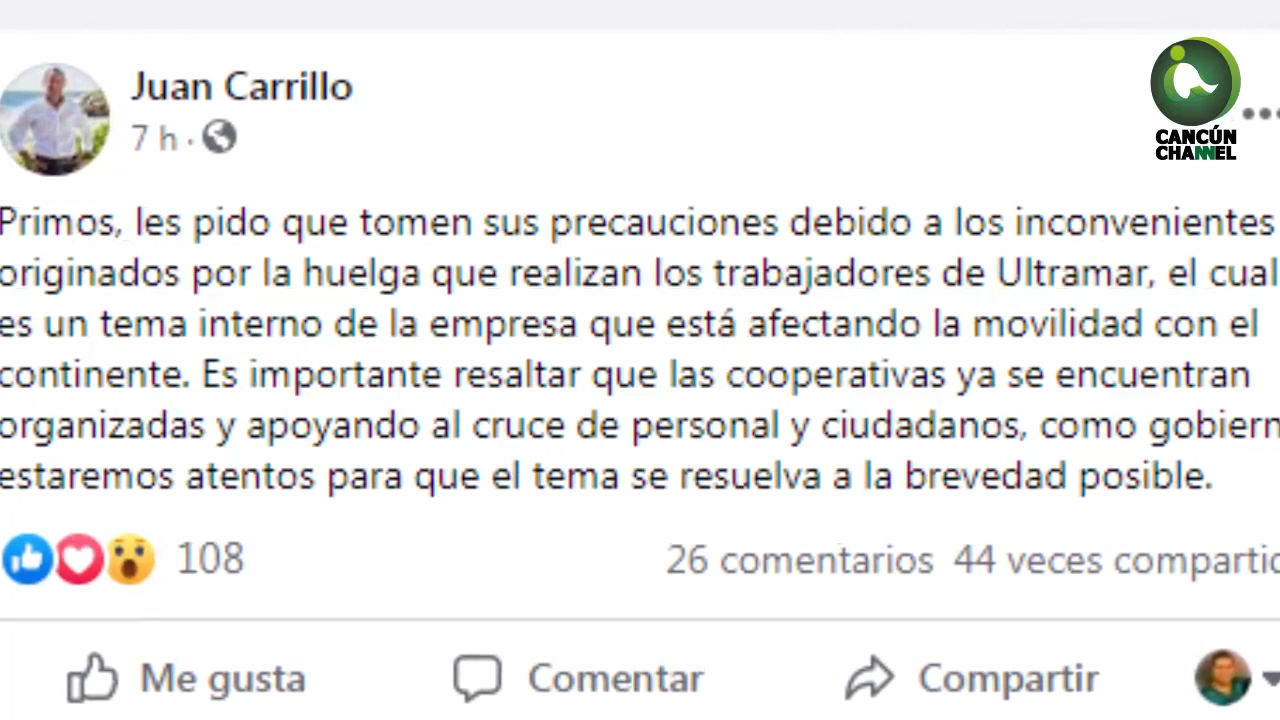 Juan Carrillo
7 h ·
CANCÚN
CHANNEL
Primos, les pido que tomen sus precauciones debido a los inconvenientes
originados por la huelga que realizan los trabajadores de Ultramar, el cual
es un tema interno de la empresa que está afectando la movilidad con el
continente. Es importante resaltar que las cooperativas ya se encuentran
organizadas y apoyando al cruce de personal y ciudadanos, como gobiern
estaremos atentos para que el tema se resuelva a la brevedad posible.
108
26 comentarios 44 veces compartid
Me gusta
Comentar
Compartir